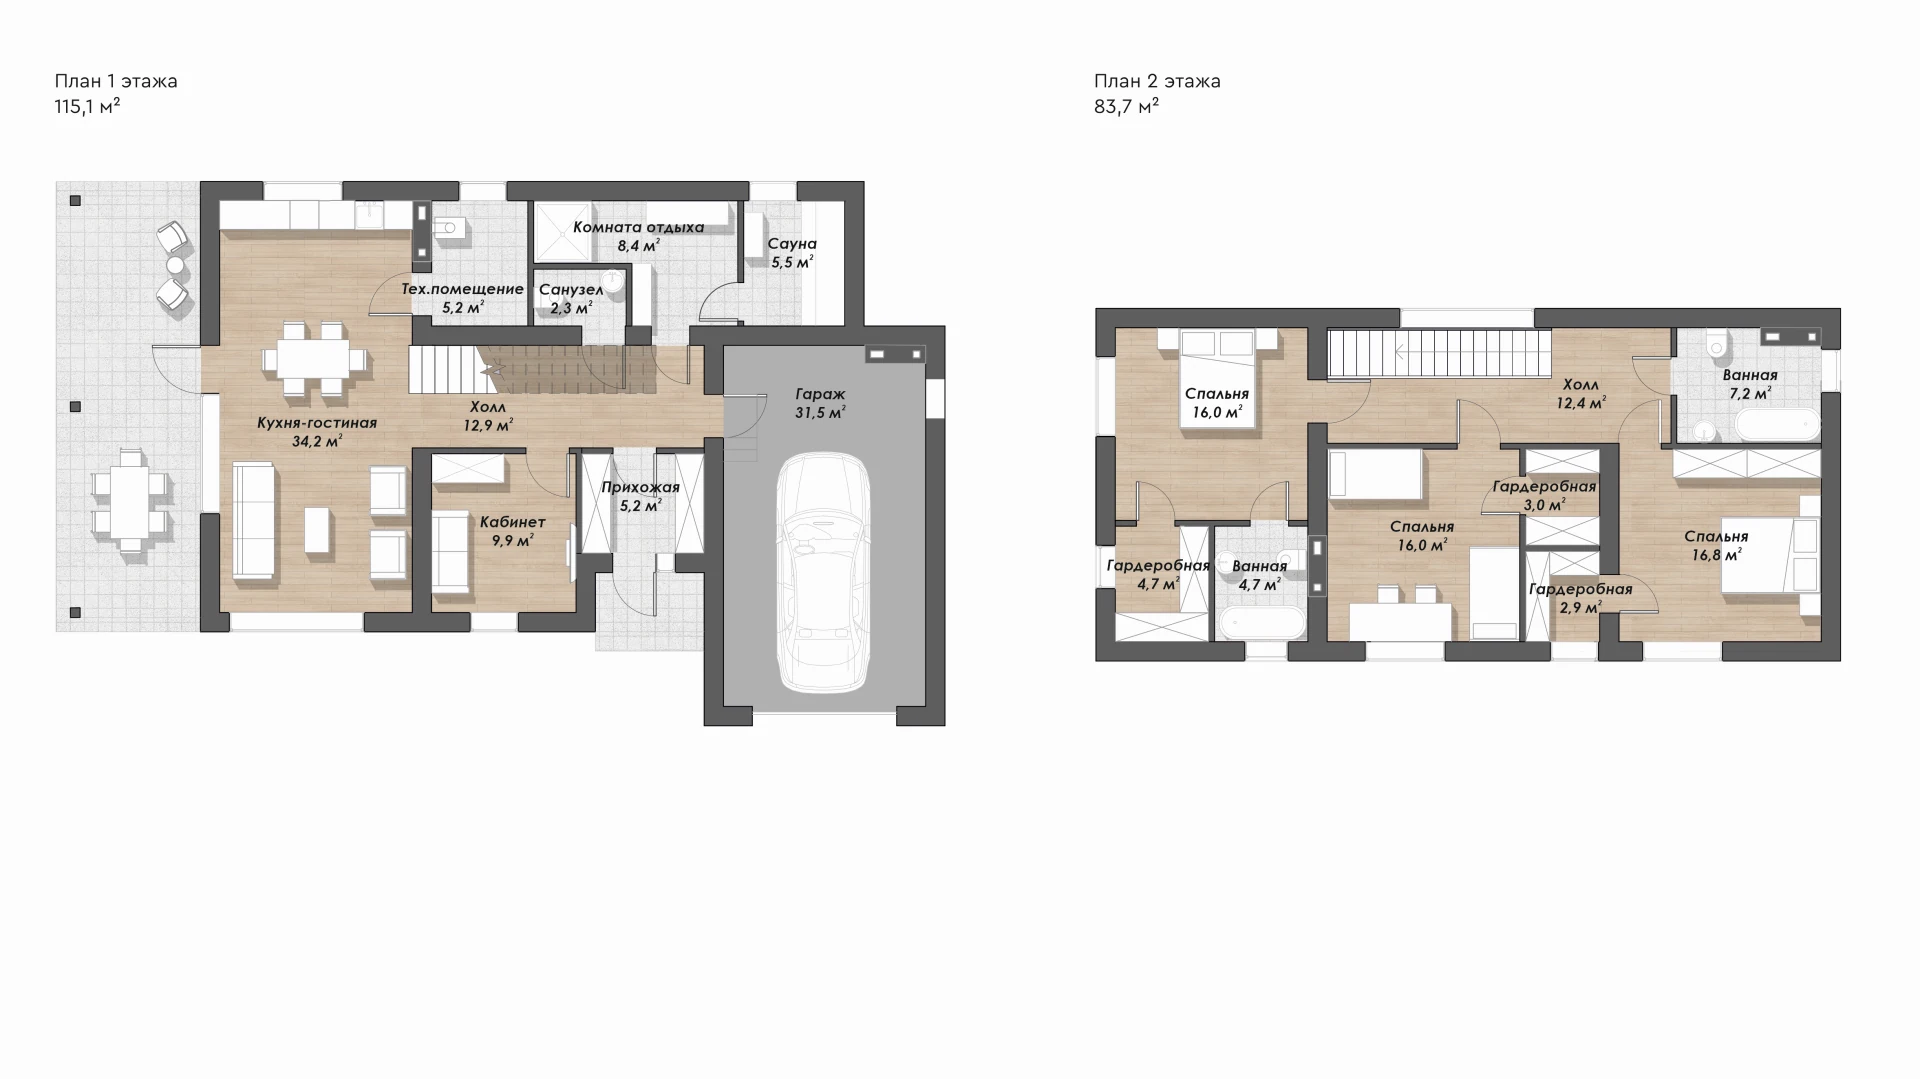 План 1 этажа
115,1 м²
План 2 этажа
83,7 м²
Комната отдыха
8,4 м²
Сауна
5,5 м²
Тех.помещение
5,2 м²
Санузел
2,3 м²
Кухня-гостиная
34,2 м²
Холл
12,9 м²
Гараж
31,5 м²
Кабинет
9,9 м²
Прихожая
5,2 м²
Спальня
16,0 м²
Холл
12,4 м²
Ванная
7,2 м²
Гардеробная
4,7 м²
Ванная
4,7 м²
Спальня
16,0 м²
Гардеробная
3,0 м²
Гардеробная
2,9 м²
Спальня
16,8 м²